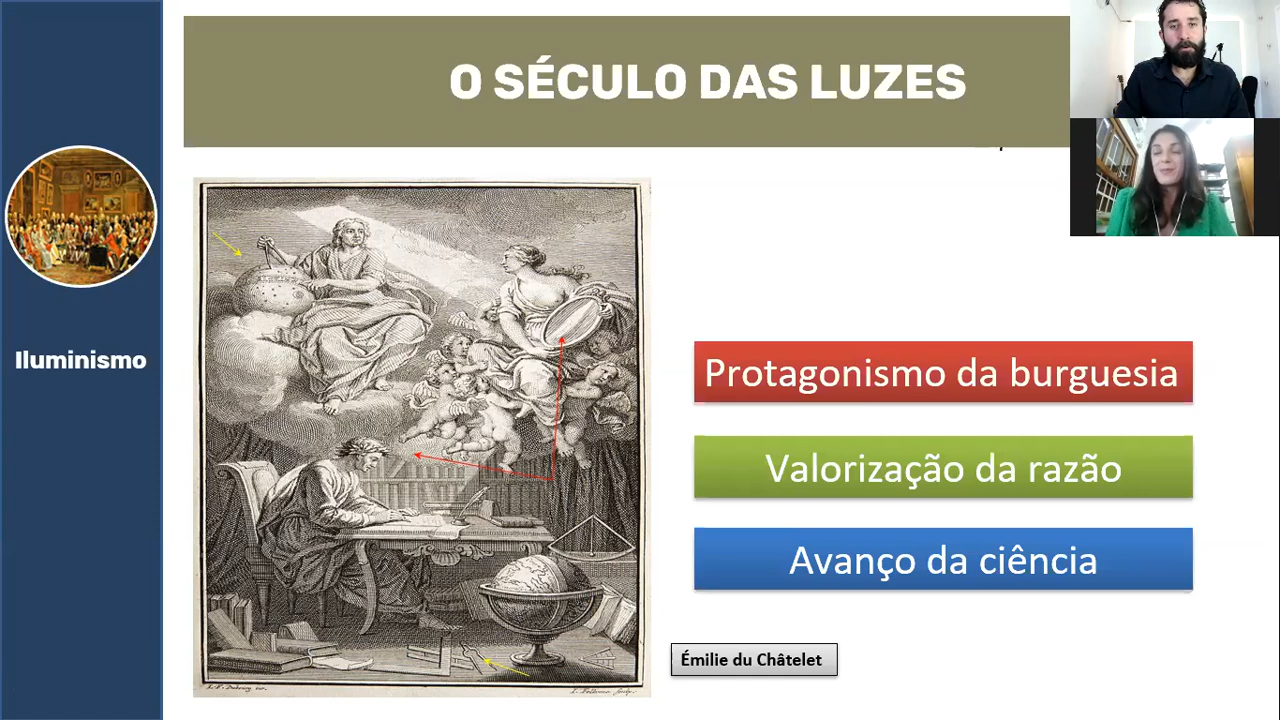 O SÉCULO DAS LUZES
Iluminismo
Protagonismo da burguesia
Valorização da razão
Avanço da ciência
Émilie du Châtelet